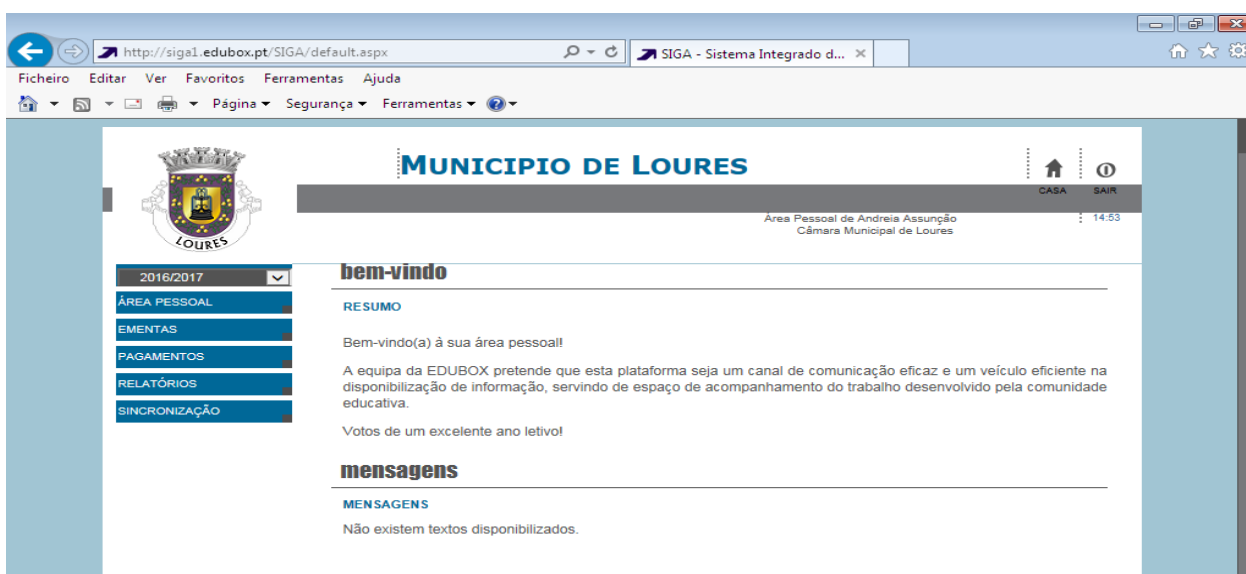 http://siga1.edubox.pt/SIGA/default.aspx
SIGA - Sistema Integrado d...
Ficheiro Editar Ver Favoritos Ferramentas Ajuda
Página Segurança Ferramentas
MUNICIPIO DE LOURES
CASA SAIR
Área Pessoal de Andreia Assunção 14:53
Câmara Municipal de Loures
LOURES
2016/2017
ÁREA PESSOAL
EMENTAS
PAGAMENTOS
RELATÓRIOS
SINCRONIZAÇÃO
bem-vindo
RESUMO
Bem-vindo(a) à sua área pessoal!
A equipa da EDUBOX pretende que esta plataforma seja um canal de comunicação eficaz e um veículo eficiente na
disponibilização de informação, servindo de espaço de acompanhamento do trabalho desenvolvido pela comunidade
educativa.
Votos de um excelente ano letivo!
mensagens
MENSAGENS
Não existem textos disponibilizados.